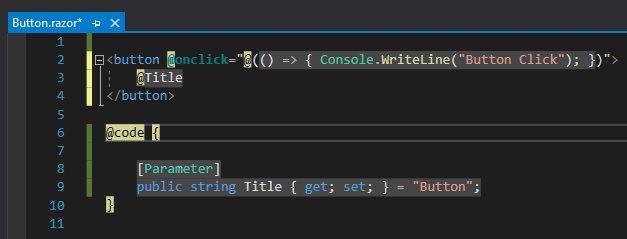 Button.razor*
1
2 <button @onclick="@(() => { Console.WriteLine("Button Click"); })">
3 @Title
4 </button>
5
6 @code {
7
8 [Parameter]
9 public string Title { get; set; } = "Button";
10 }
11